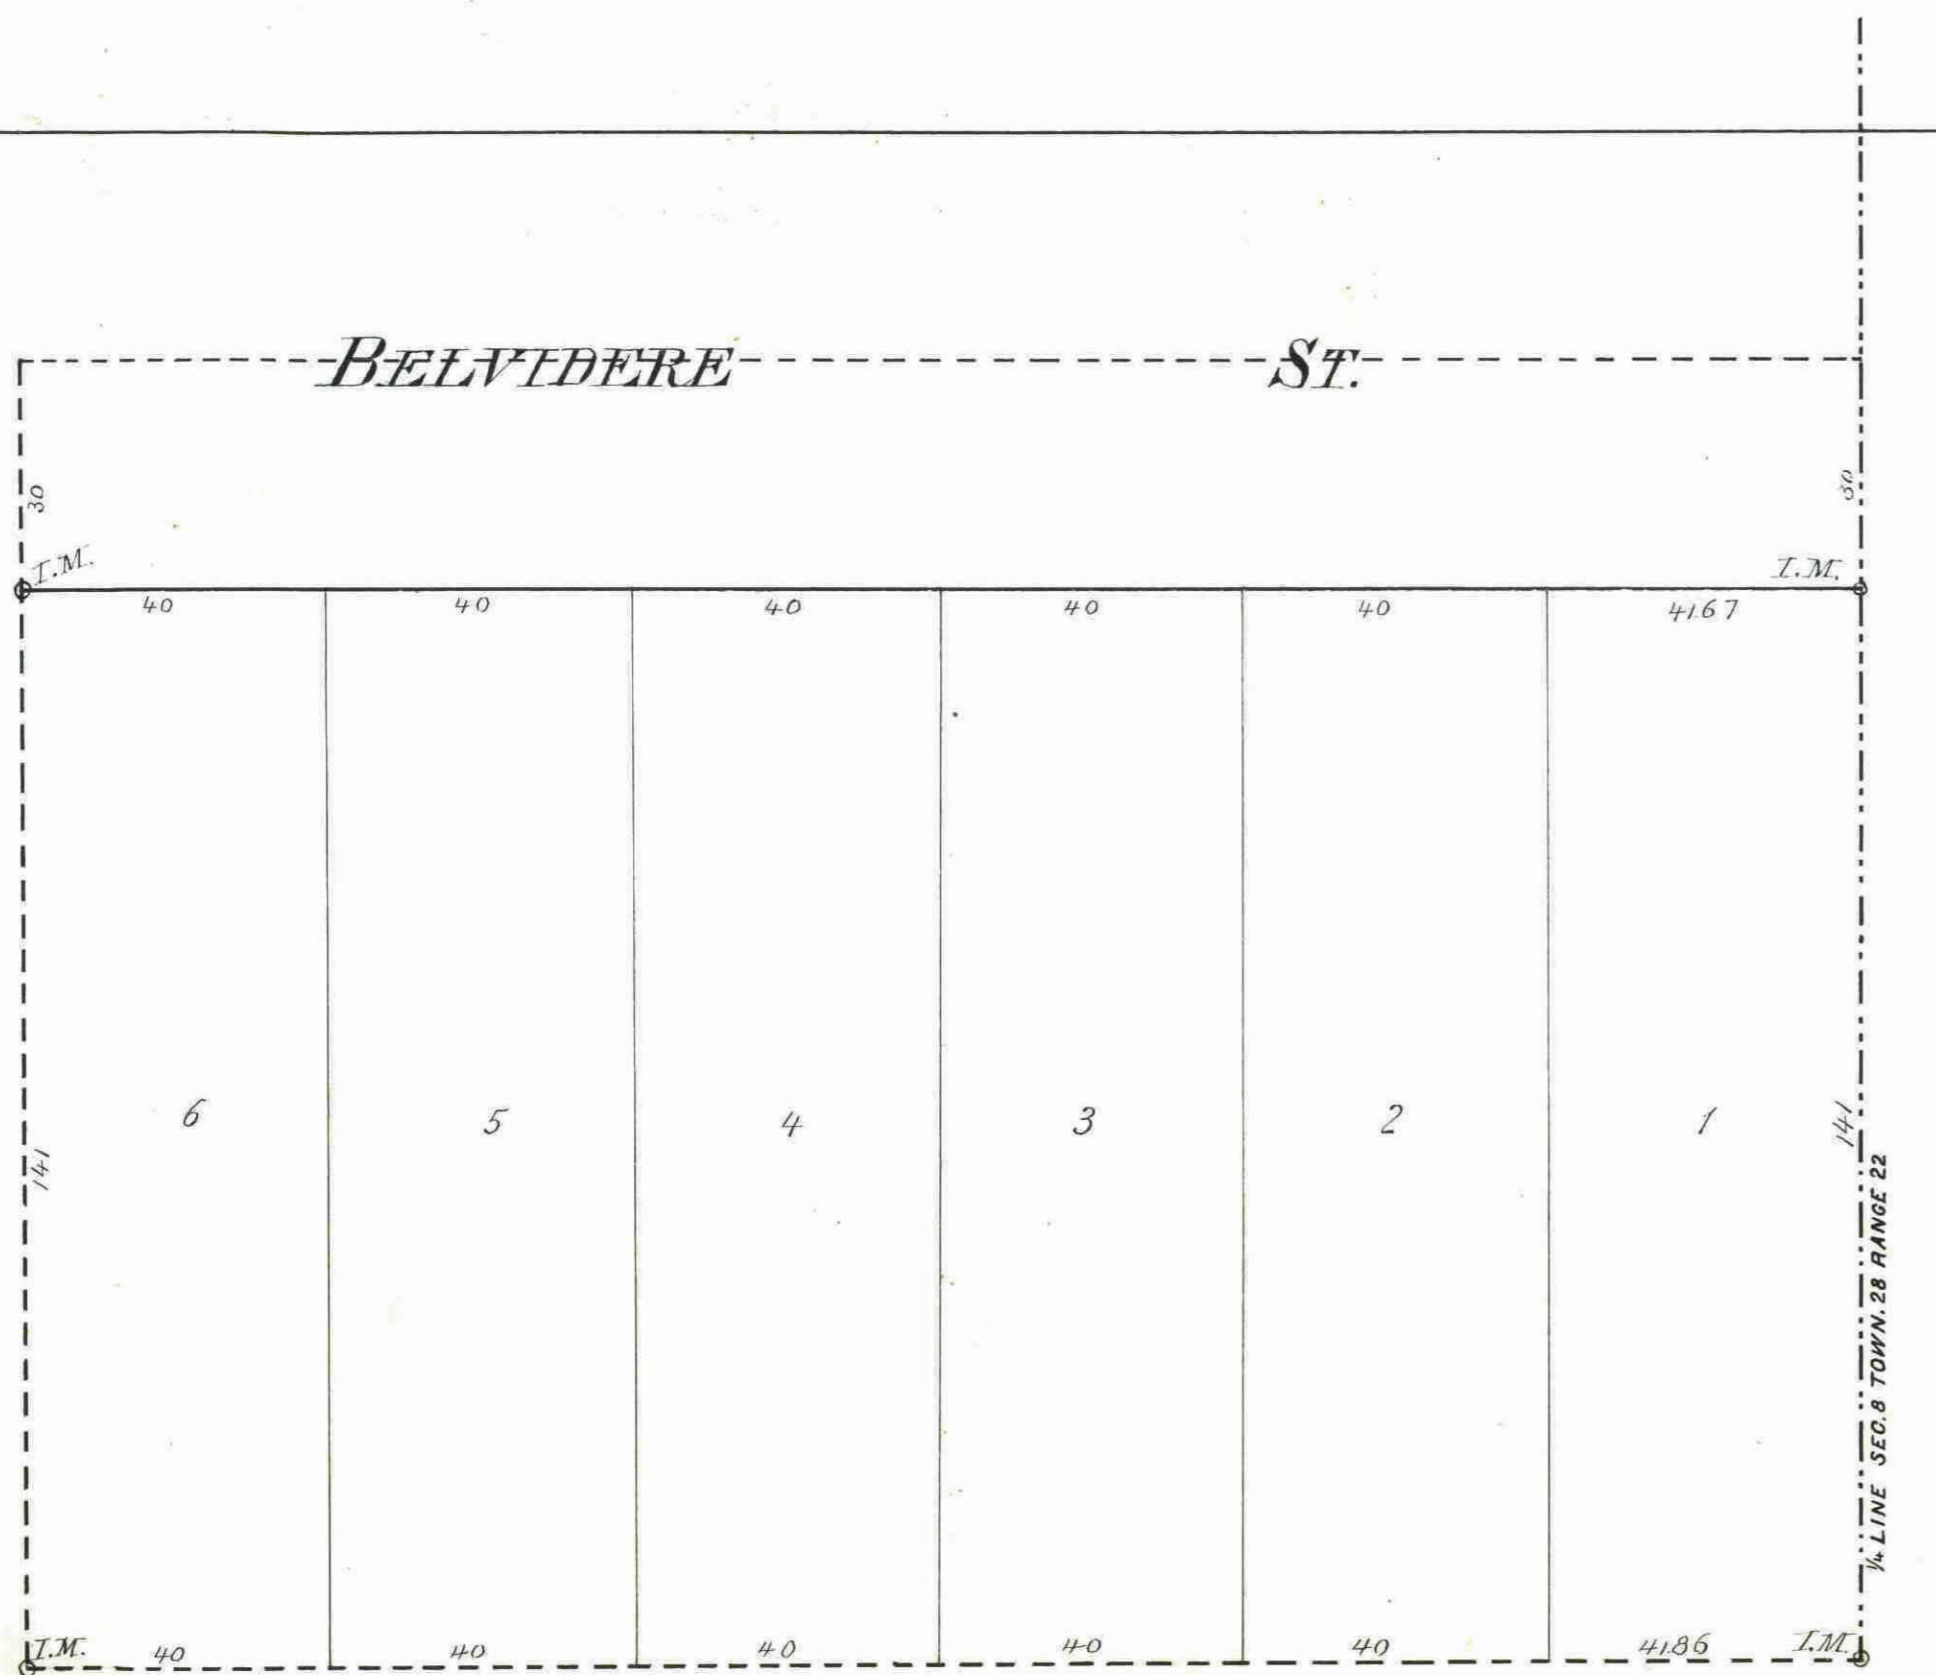 BELVIDERE ST.
30 30
I.M. I.M.
40 40 40 40 40 41.67
6 5 4 3 2 1
141 141
1/4 LINE SEC. 8 TOWN. 28 RANGE 22
I.M. 40 40 40 40 40 41.86 I.M.